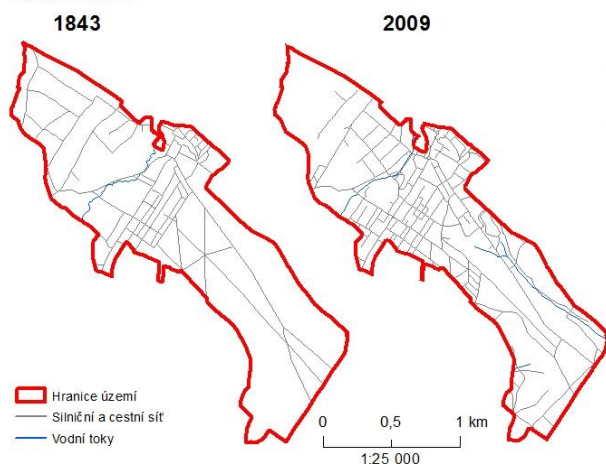 1843
2009
Hranice území
Silniční a cestní síť
Vodní toky
0 0,5 1 km
1:25 000